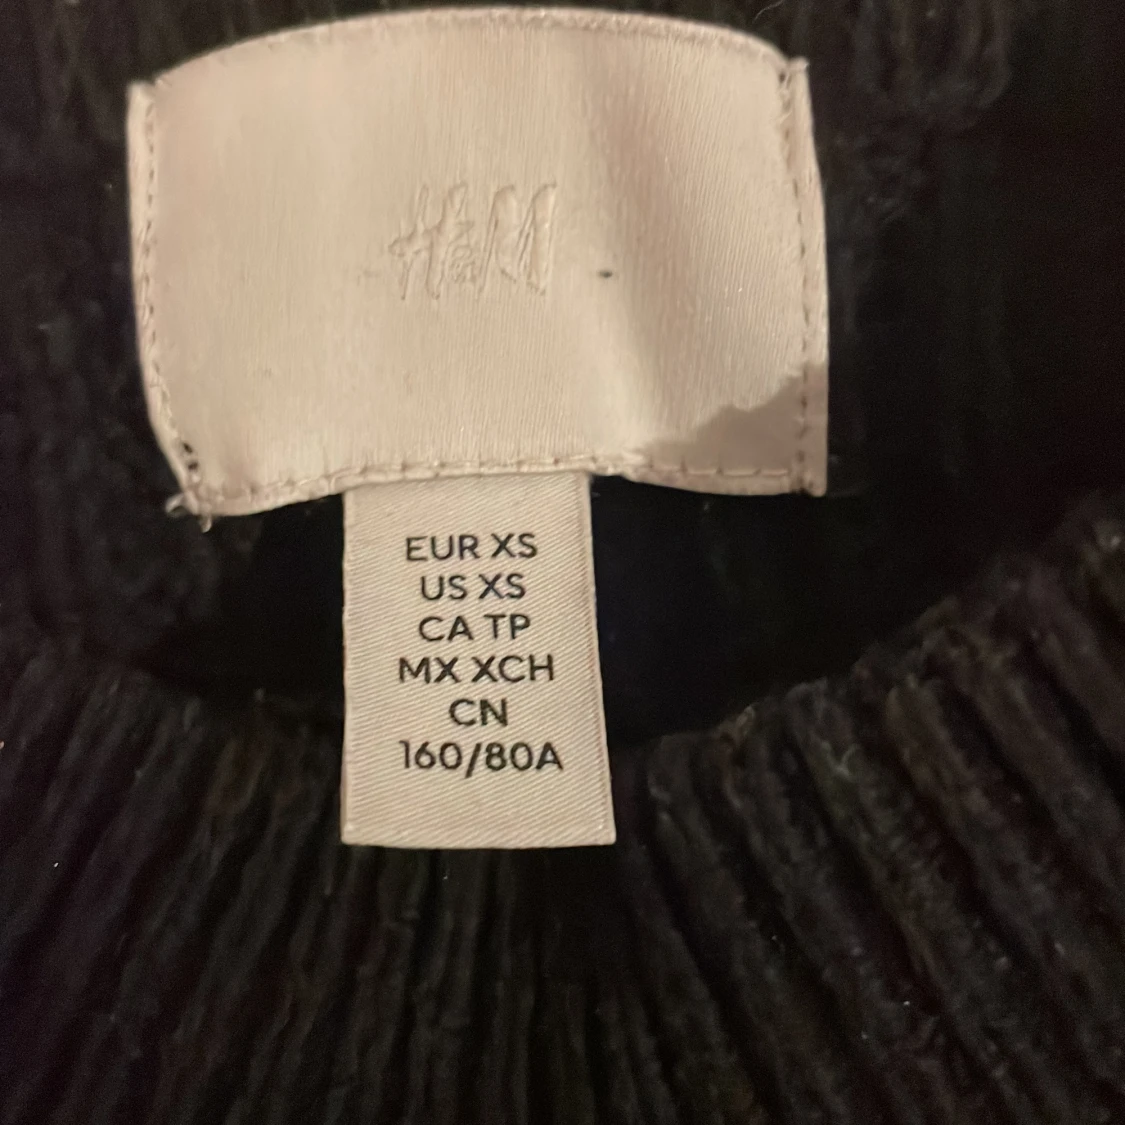 H&M
EUR XS
US XS
CA TP
MX XCH
CN
160/80A